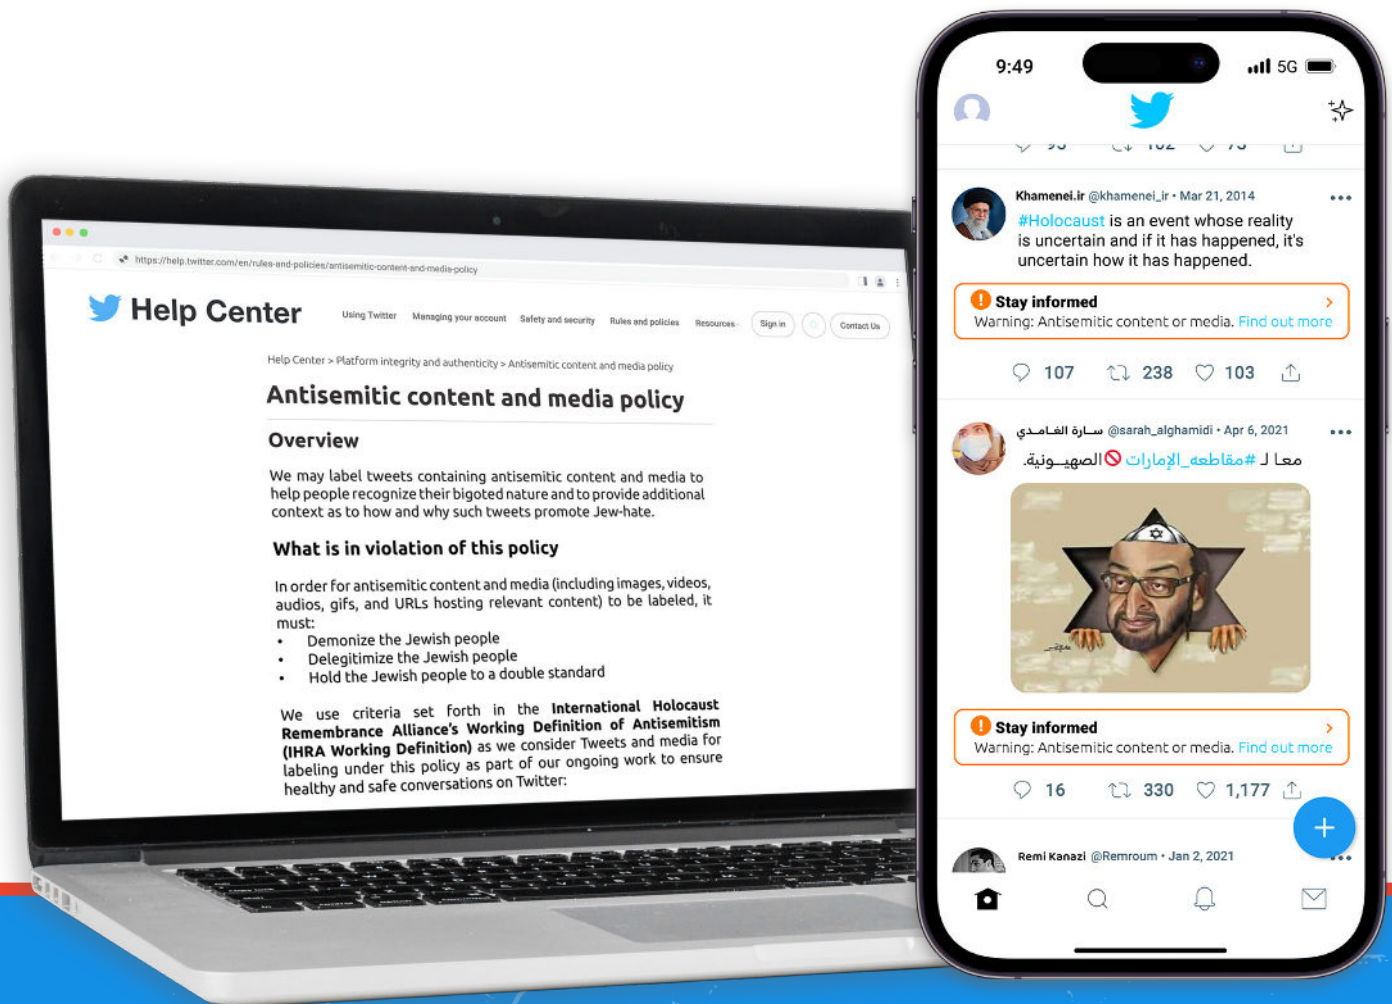 https://help.twitter.com/en/rules-and-policies/antisemitic-content-and-media-policy
Help Center
Using Twitter Managing your account Safety and security Rules and policies Resources Sign in Contact Us
Help Center > Platform integrity and authenticity > Antisemitic content and media policy
Antisemitic content and media policy
Overview
We may label tweets containing antisemitic content and media to
help people recognize their bigoted nature and to provide additional
context as to how and why such tweets promote Jew-hate.
What is in violation of this policy
In order for antisemitic content and media (including images, videos,
audios, gifs, and URLs hosting relevant content) to be labeled, it
must:
• Demonize the Jewish people
• Delegitimize the Jewish people
• Hold the Jewish people to a double standard
We use criteria set forth in the International Holocaust
Remembrance Alliance's Working Definition of Antisemitism
(IHRA Working Definition) as we consider Tweets and media for
labeling under this policy as part of our ongoing work to ensure
healthy and safe conversations on Twitter:
9:49 5G
Khamenei.ir @khamenei_ir • Mar 21, 2014
#Holocaust is an event whose reality
is uncertain and if it has happened, it's
uncertain how it has happened.
Stay informed
Warning: Antisemitic content or media. Find out more
107 238 103
سـارة الغـامـدي @sarah_alghamidi • Apr 6, 2021
معـا لـ #مقاطعه_الإمارات 🚫 الصهيــونية.
Stay informed
Warning: Antisemitic content or media. Find out more
16 330 1,177
Remi Kanazi @Remroum • Jan 2, 2021